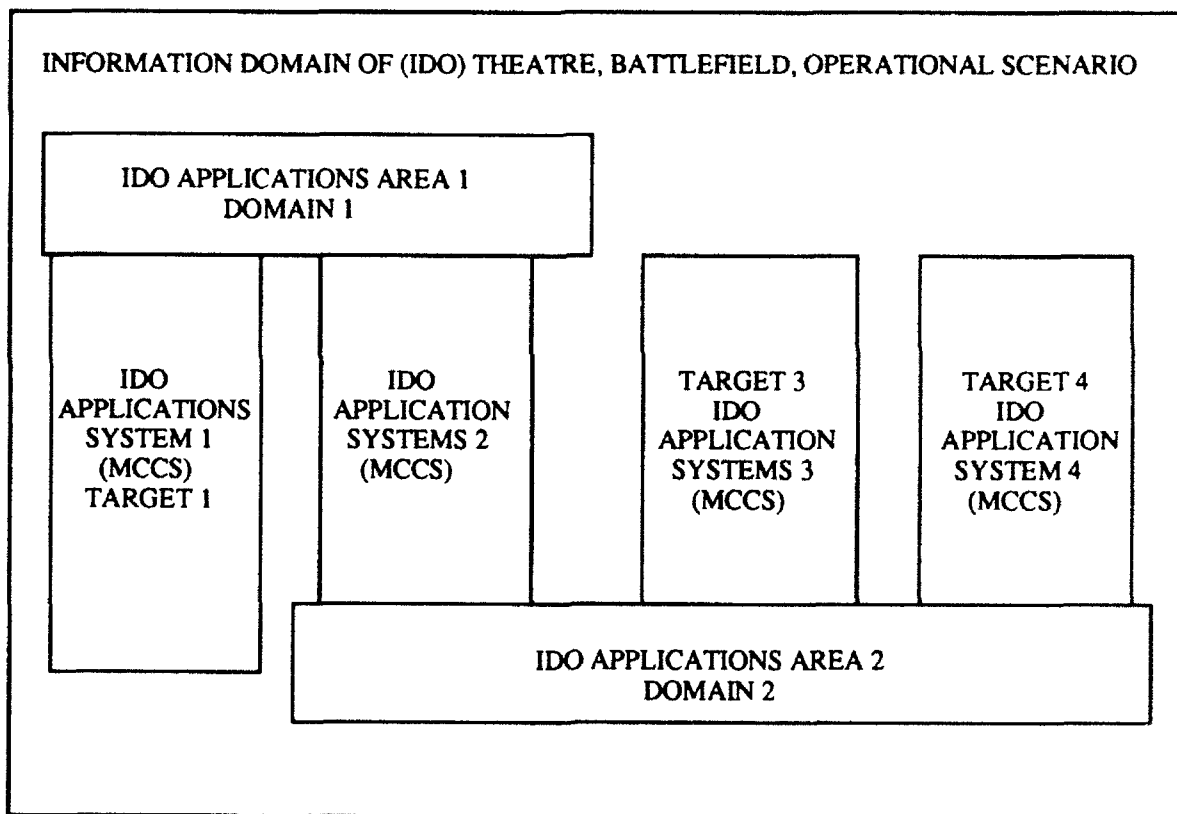 INFORMATION DOMAIN OF (IDO) THEATRE, BATTLEFIELD, OPERATIONAL SCENARIO
IDO APPLICATIONS AREA 1
DOMAIN 1
IDO
APPLICATIONS
SYSTEM 1
(MCCS)
TARGET 1
IDO
APPLICATION
SYSTEMS 2
(MCCS)
TARGET 3
IDO
APPLICATION
SYSTEMS 3
(MCCS)
TARGET 4
IDO
APPLICATION
SYSTEM 4
(MCCS)
IDO APPLICATIONS AREA 2
DOMAIN 2